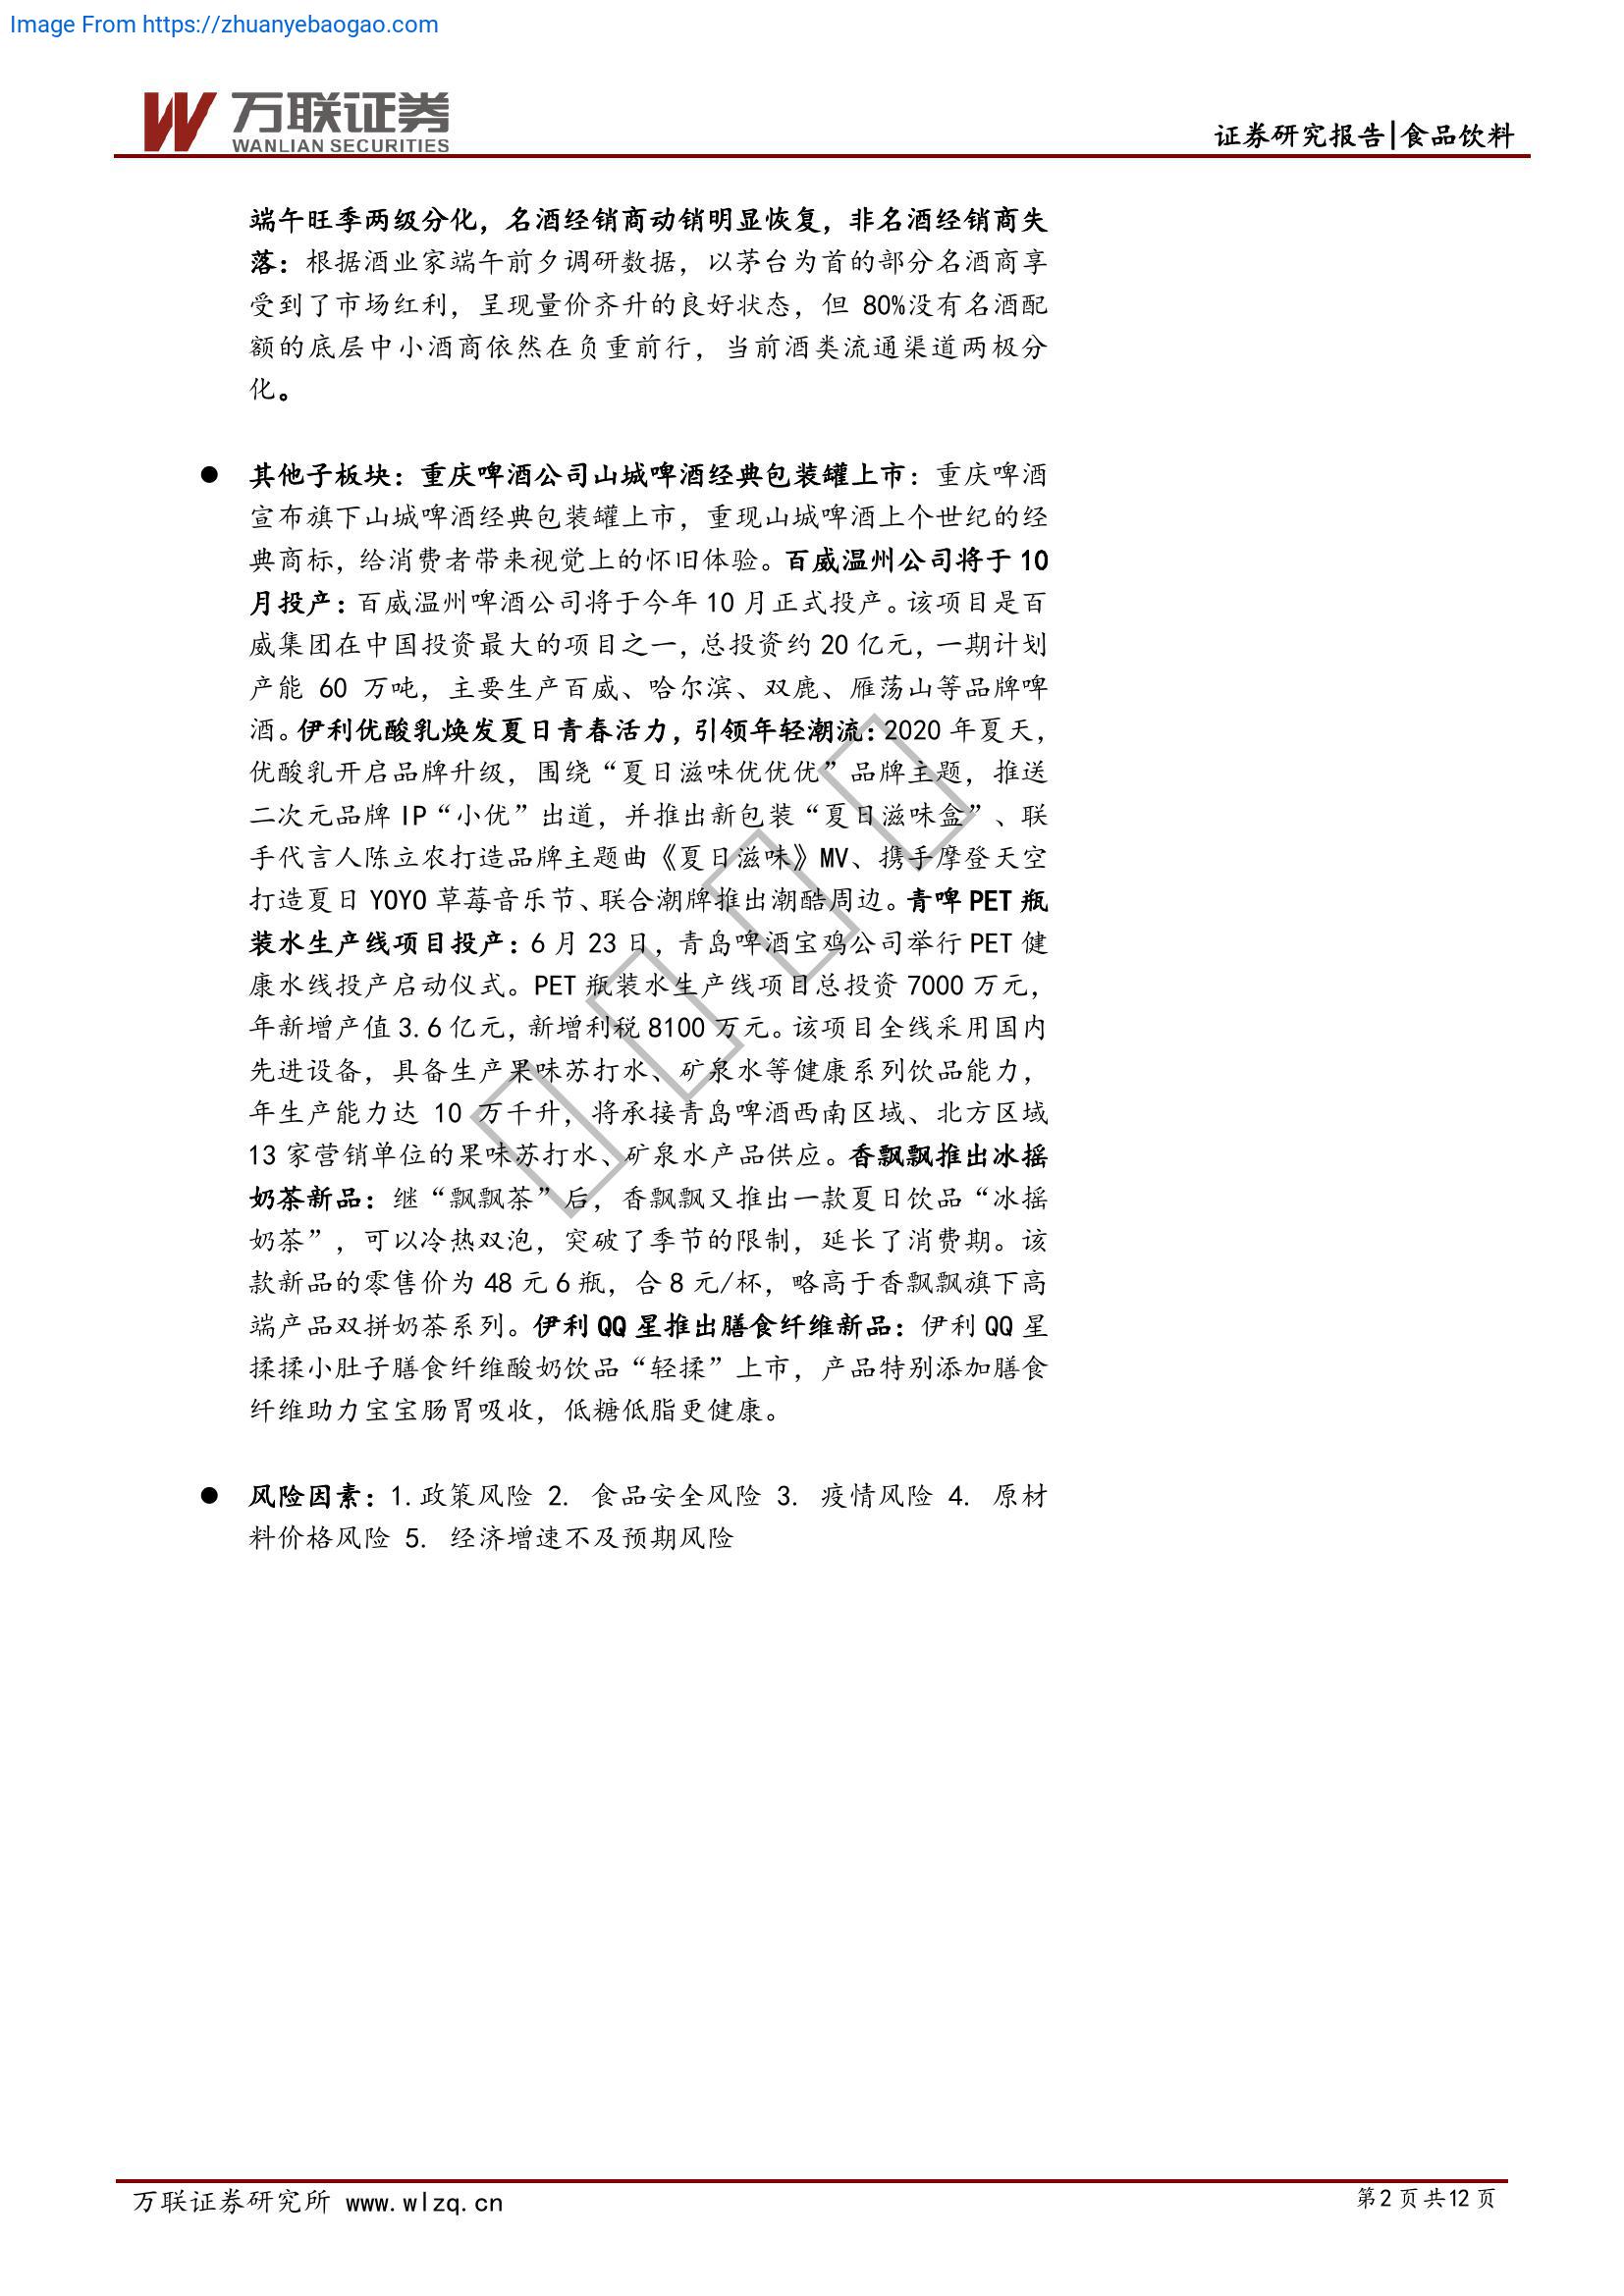 Image From https://zhuanyebaogao.com
万联证券
WANLIAN SECURITIES
证券研究报告|食品饮料
端午旺季两级分化，名酒经销商动销明显恢复，非名酒经销商失
落：根据酒业家端午前夕调研数据，以茅台为首的部分名酒商享
受到了市场红利，呈现量价齐升的良好状态，但 80%没有名酒配
额的底层中小酒商依然在负重前行，当前酒类流通渠道两极分
化。
● 其他子板块：重庆啤酒公司山城啤酒经典包装罐上市：重庆啤酒
宣布旗下山城啤酒经典包装罐上市，重现山城啤酒上个世纪的经
典商标，给消费者带来视觉上的怀旧体验。百威温州公司将于 10
月投产：百威温州啤酒公司将于今年 10 月正式投产。该项目是百
威集团在中国投资最大的项目之一，总投资约 20 亿元，一期计划
产能 60 万吨，主要生产百威、哈尔滨、双鹿、雁荡山等品牌啤
酒。伊利优酸乳焕发夏日青春活力，引领年轻潮流：2020 年夏天，
优酸乳开启品牌升级，围绕“夏日滋味优优优”品牌主题，推送
二次元品牌 IP“小优”出道，并推出新包装“夏日滋味盒”、联
手代言人陈立农打造品牌主题曲《夏日滋味》MV、携手摩登天空
打造夏日 YOYO 草莓音乐节、联合潮牌推出潮酷周边。青啤 PET 瓶
装水生产线项目投产：6 月 23 日，青岛啤酒宝鸡公司举行 PET 健
康水线投产启动仪式。PET 瓶装水生产线项目总投资 7000 万元，
年新增产值 3.6 亿元，新增利税 8100 万元。该项目全线采用国内
先进设备，具备生产果味苏打水、矿泉水等健康系列饮品能力，
年生产能力达 10 万千升，将承接青岛啤酒西南区域、北方区域
13 家营销单位的果味苏打水、矿泉水产品供应。香飘飘推出冰摇
奶茶新品：继“飘飘茶”后，香飘飘又推出一款夏日饮品“冰摇
奶茶”，可以冷热双泡，突破了季节的限制，延长了消费期。该
款新品的零售价为 48 元 6 瓶，合 8 元/杯，略高于香飘飘旗下高
端产品双拼奶茶系列。伊利 QQ 星推出膳食纤维新品：伊利 QQ 星
揉揉小肚子膳食纤维酸奶饮品“轻揉”上市，产品特别添加膳食
纤维助力宝宝肠胃吸收，低糖低脂更健康。
● 风险因素：1.政策风险 2. 食品安全风险 3. 疫情风险 4. 原材
料价格风险 5. 经济增速不及预期风险
万联证券研究所 www.wlzq.cn
第 2 页 共 12 页